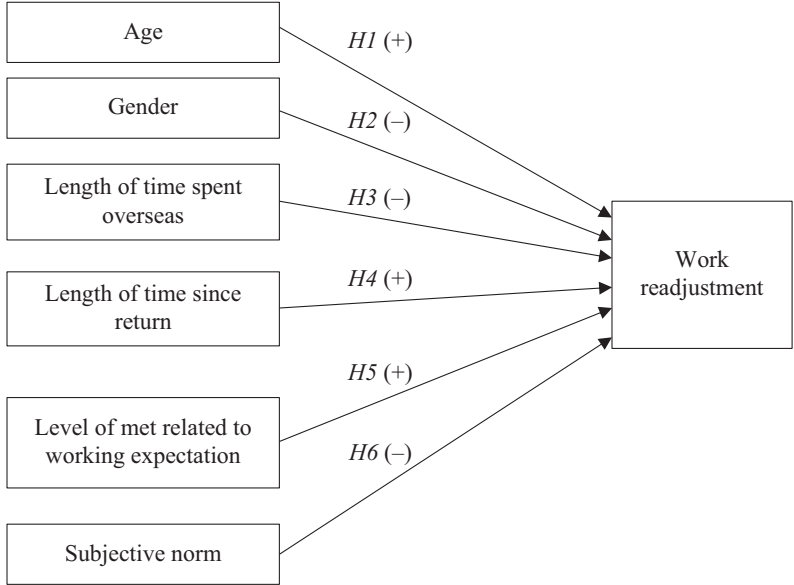 Age
H1 (+)
Gender
H2 (–)
Length of time spent
overseas
H3 (–)
Work
readjustment
Length of time since
return
H4 (+)
Level of met related to
working expectation
H5 (+)
H6 (–)
Subjective norm